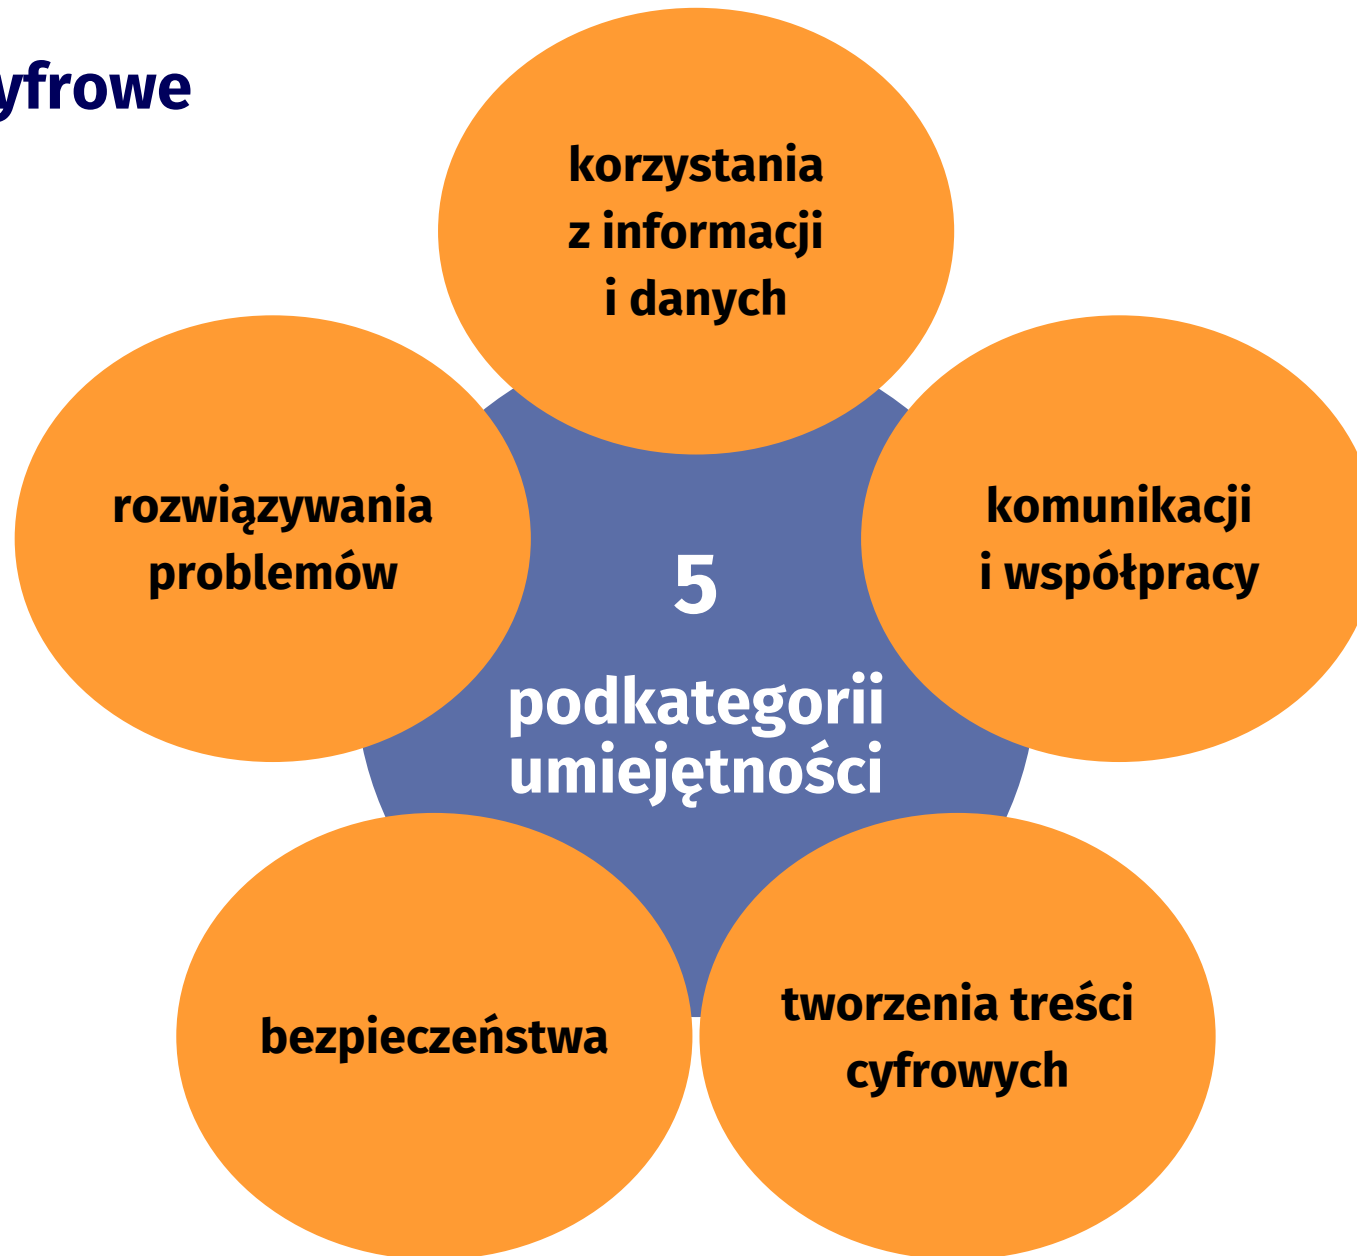 yfrowe
korzystania
z informacji
i danych
rozwiązywania
problemów
komunikacji
i współpracy
5
podkategorii
umiejętności
bezpieczeństwa
tworzenia treści
cyfrowych